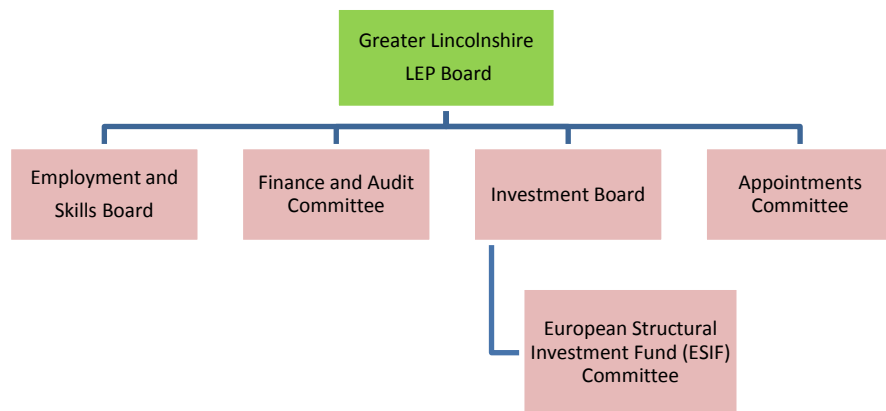 Greater Lincolnshire
LEP Board
Employment and
Skills Board
Finance and Audit
Committee
Investment Board
Appointments
Committee
European Structural
Investment Fund (ESIF)
Committee